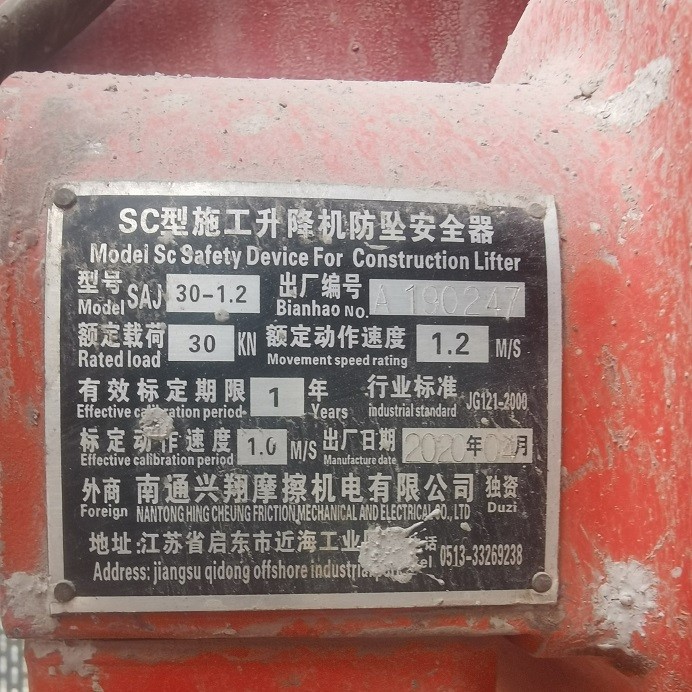 SC型施工升降机防坠安全器
Model Sc Safety Device For Construction Lifter
型号 SAJ 30-1.2 出厂编号 A190247
Model Bianhao No.
额定载荷 30 KN 额定动作速度 1.2 M/S
Rated load Movement speed rating
有效标定期限 1 年 行业标准 JG121-2000
Effective calibration period Years industrial standard
标定动作速度 1.0 M/S 出厂日期 2020年 月
Effective calibration period Manufacture date
外商 南通兴翔摩擦机电有限公司 独资
Foreign NANTONG HING CHEUNG FRICTION,MECHANICAL AND ELECTRICAL CO., LTD Duzi
地址:江苏省启东市近海工业 话 0513-33269238
Address: jiangsu qidong offshore industrial